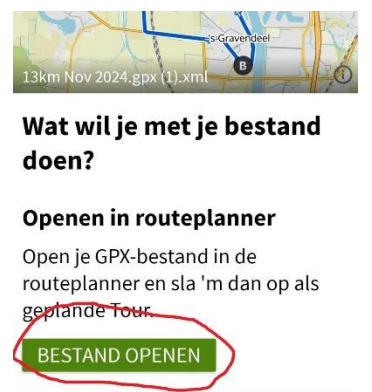 's-Gravendeel
B
13km Nov 2024.gpx (1).xml
Wat wil je met je bestand
doen?
Openen in routeplanner
Open je GPX-bestand in de
routeplanner en sla 'm dan op als
geplande Tour.
BESTAND OPENEN